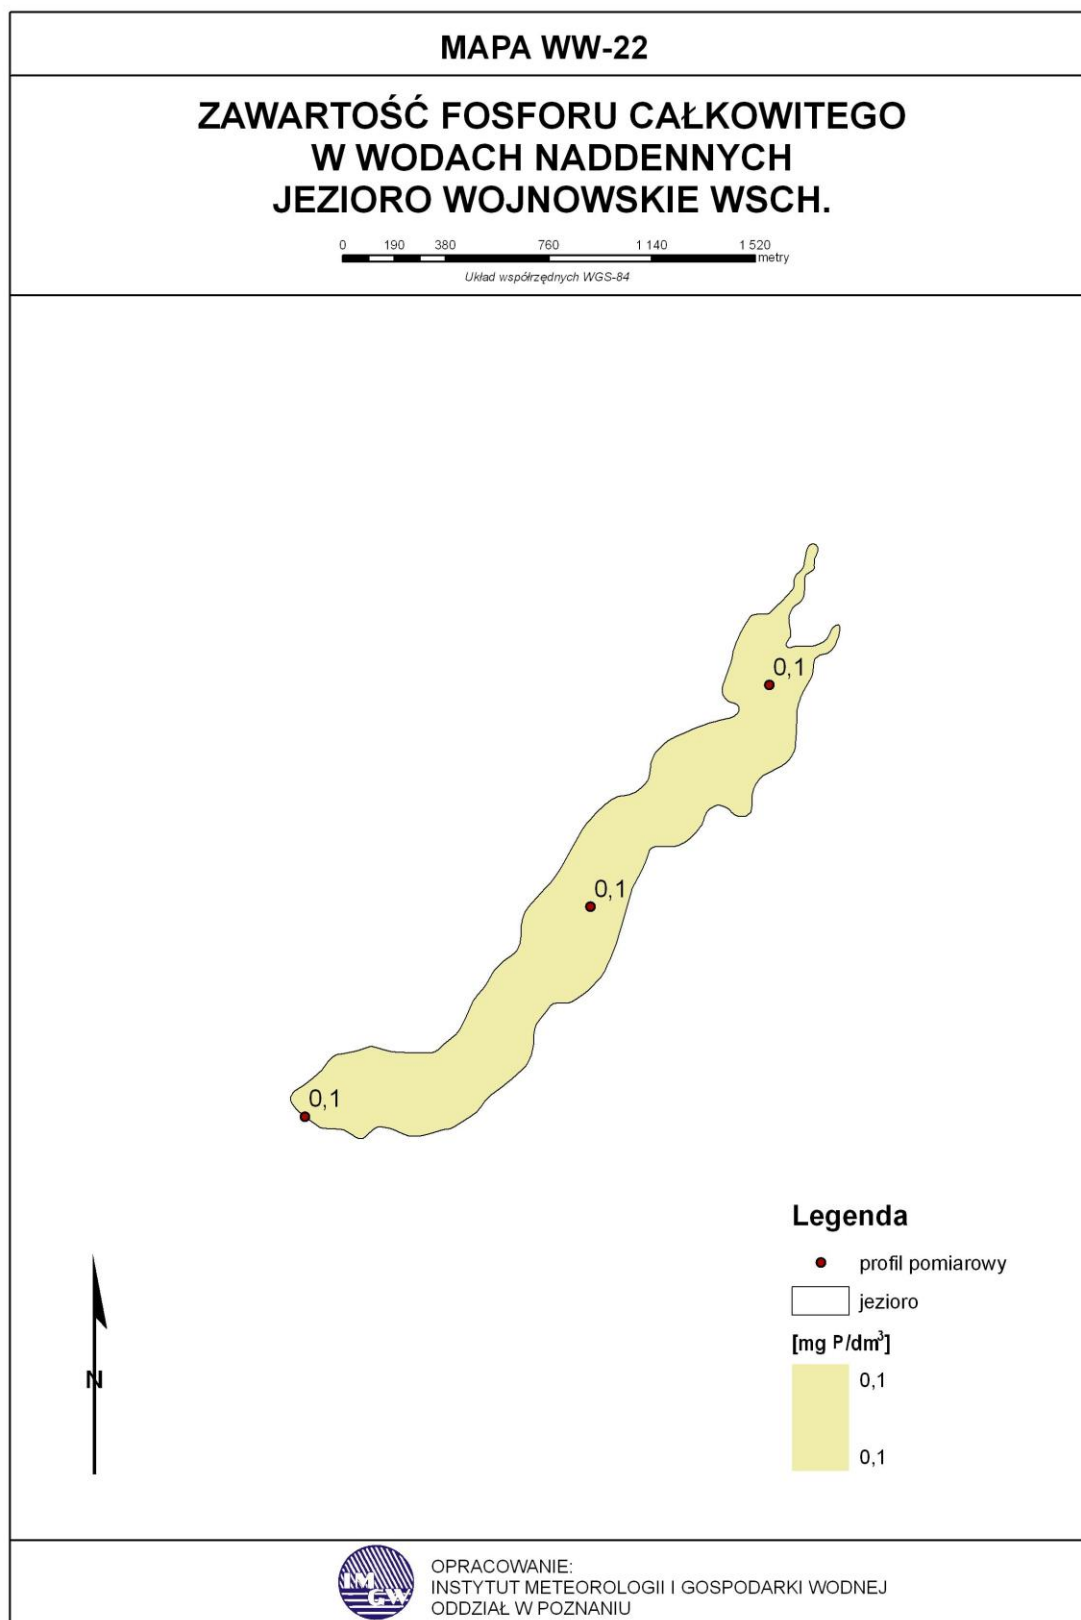 MAPA WW-22
ZAWARTOŚĆ FOSFORU CAŁKOWITEGO
W WODACH NADDENNYCH
JEZIORO WOJNOWSKIE WSCH.
0 190 380 760 1 140 1 520
metry
Układ współrzędnych WGS-84
0,1
0,1
0,1
Legenda
profil pomiarowy
jezioro
[mg P/dm³]
0,1
0,1
N
IM
GW
OPRACOWANIE:
INSTYTUT METEOROLOGII I GOSPODARKI WODNEJ
ODDZIAŁ W POZNANIU